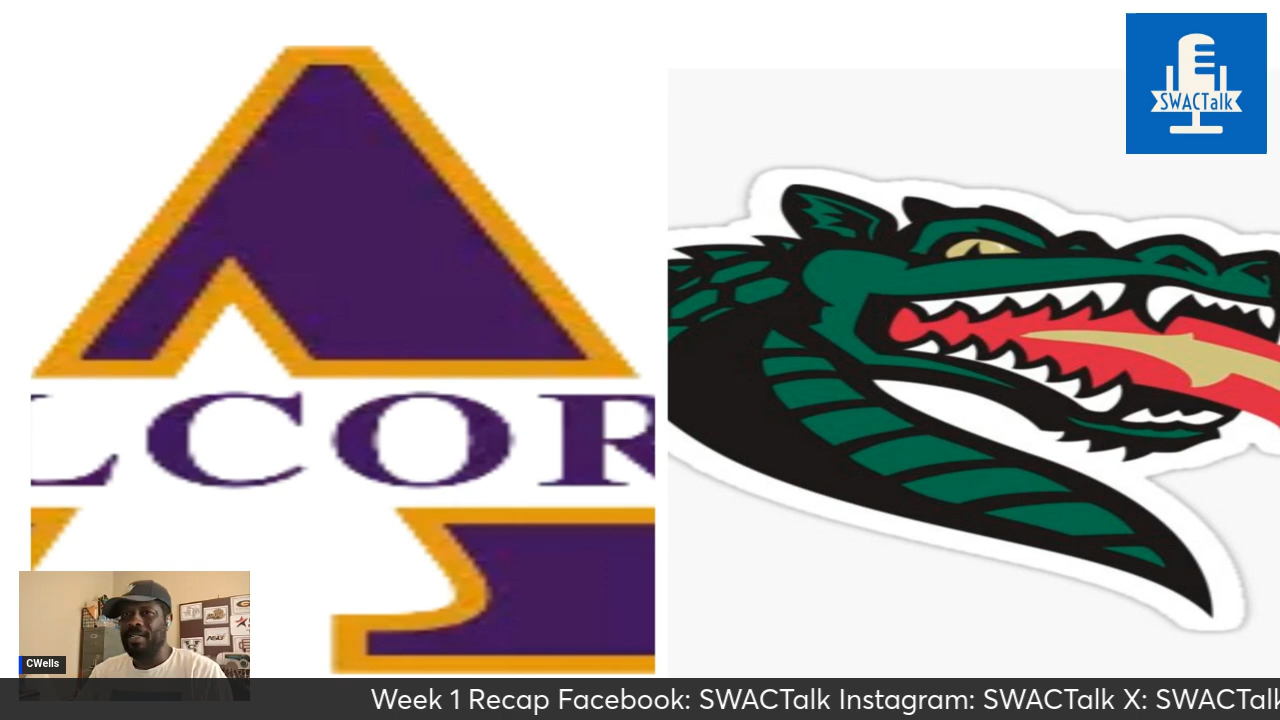 SWACTalk
LCOR
CWells
Week 1 Recap Facebook: SWACTalk Instagram: SWACTalk X: SWACTalk